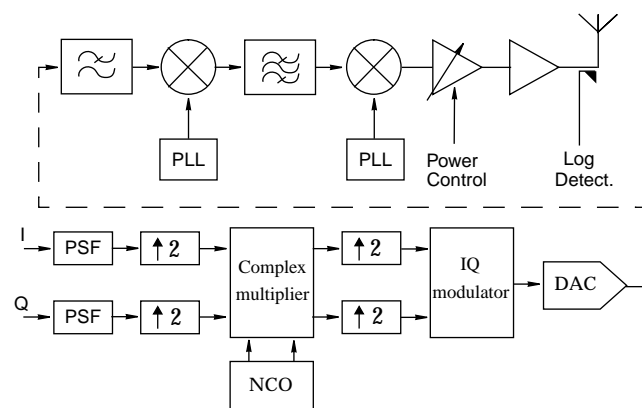 PLL
PLL
Power
Control
Log
Detect.
I
PSF
2
Complex
multiplier
2
IQ
modulator
DAC
Q
PSF
2
2
NCO